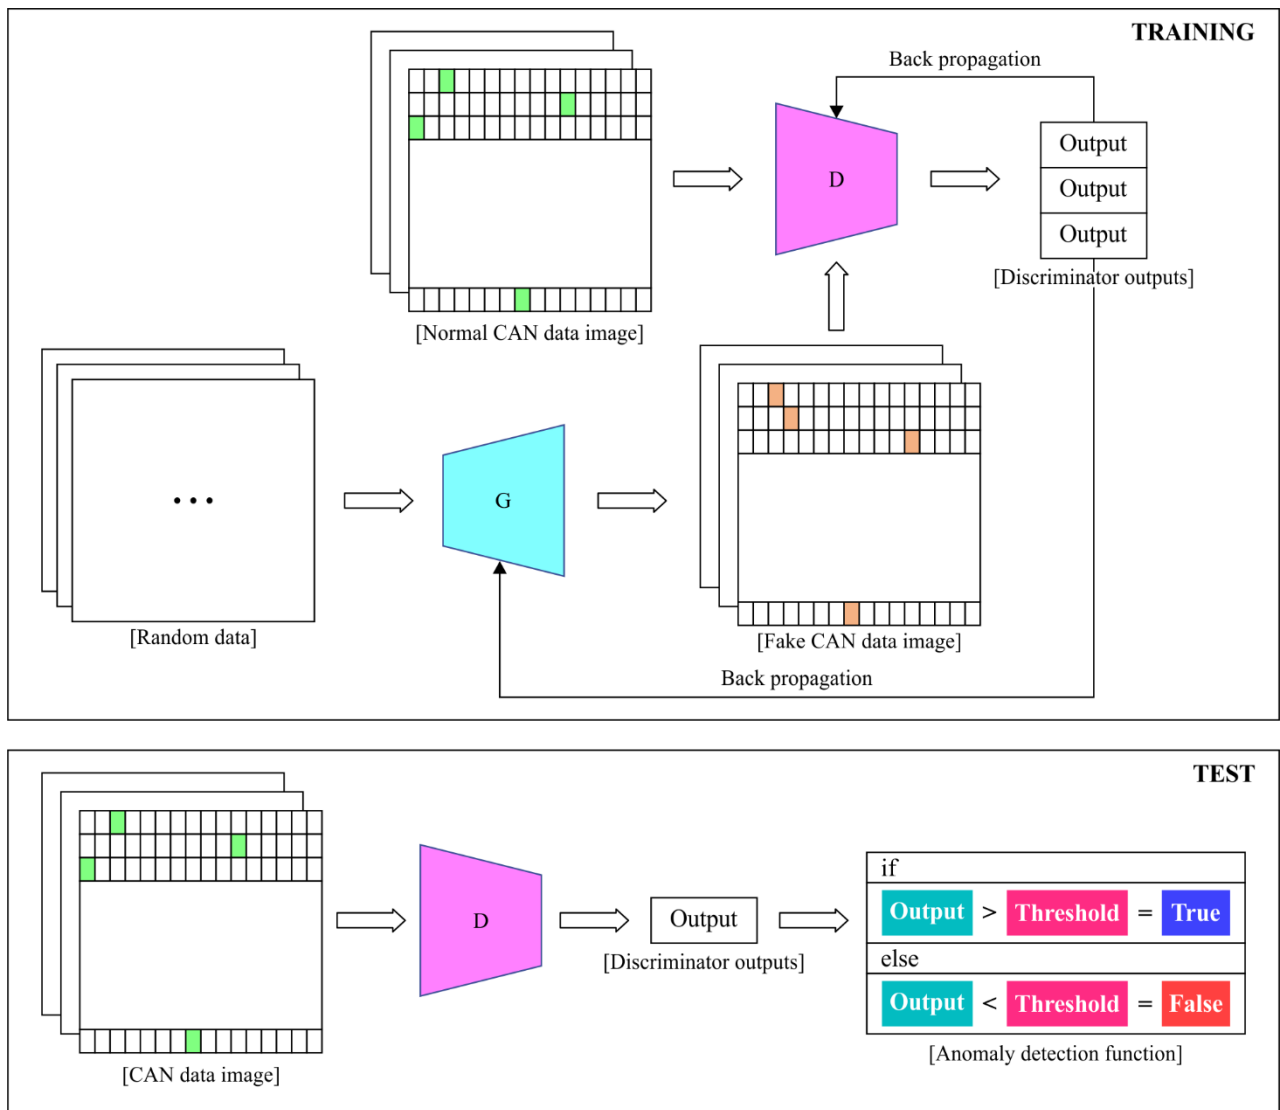 TRAINING
Back propagation
Output
D
Output
Output
[Discriminator outputs]
[Normal CAN data image]
• • •
G
[Random data]
[Fake CAN data image]
Back propagation
TEST
if
Output > Threshold = True
D
Output
else
[Discriminator outputs]
Output < Threshold = False
[Anomaly detection function]
[CAN data image]